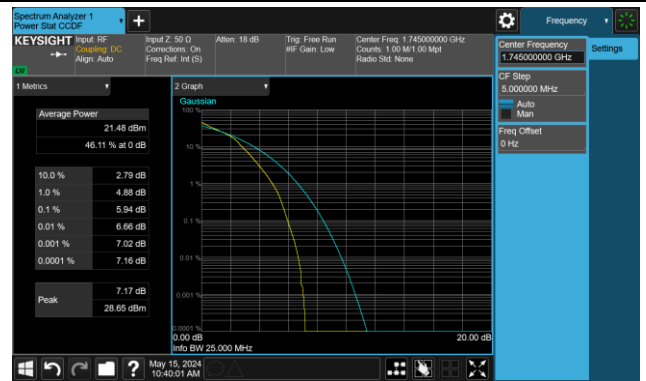 Spectrum Analyzer 1
Power Stat CCDF
Frequency
KEYSIGHT
Input: RF
Coupling: DC
Align: Auto
Input Z: 50 Ω
Corrections: On
Freq Ref: Int (S)
Atten: 18 dB
Trig: Free Run
#IF Gain: Low
Center Freq: 1.745000000 GHz
Counts: 1.00 M/1.00 Mpt
Radio Std: None
LW
Center Frequency
1.745000000 GHz
Settings
CF Step
5.000000 MHz
Auto
Man
Freq Offset
0 Hz
1 Metrics
Average Power
21.48 dBm
46.11 % at 0 dB
10.0 % 2.79 dB
1.0 % 4.88 dB
0.1 % 5.94 dB
0.01 % 6.66 dB
0.001 % 7.02 dB
0.0001 % 7.16 dB
Peak
7.17 dB
28.65 dBm
2 Graph
Gaussian
100 %
10 %
1 %
0.1 %
0.01 %
0.001 %
0.0001 %
0.00 dB 20.00 dB
Info BW 25.000 MHz
?
May 15, 2024
10:40:01 AM